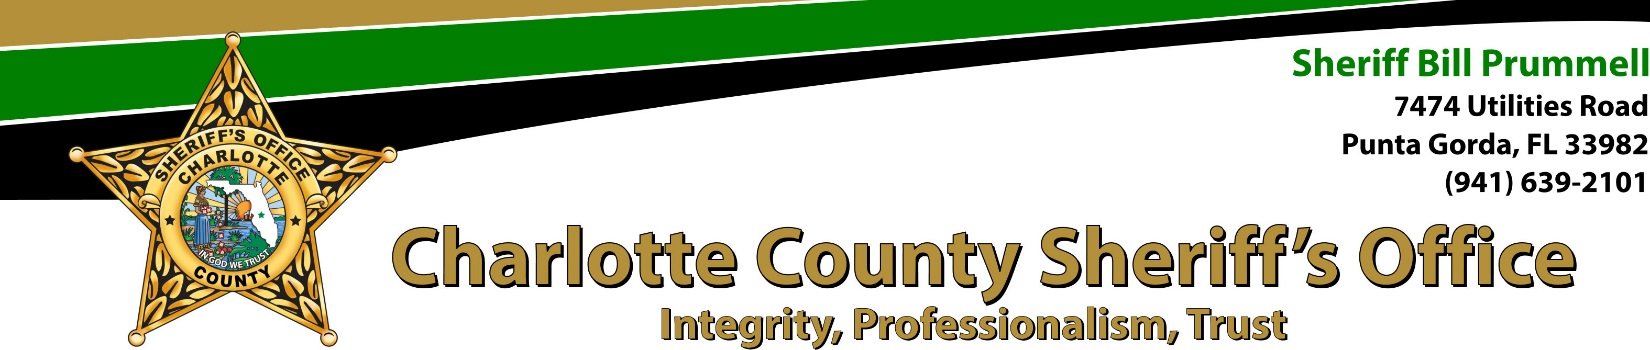 Sheriff Bill Prummell
7474 Utilities Road
Punta Gorda, FL 33982
(941) 639-2101
SHERIFF'S OFFICE
CHARLOTTE
IN GOD WE TRUST
COUNTY
Charlotte County Sheriff's Office
Integrity, Professionalism, Trust